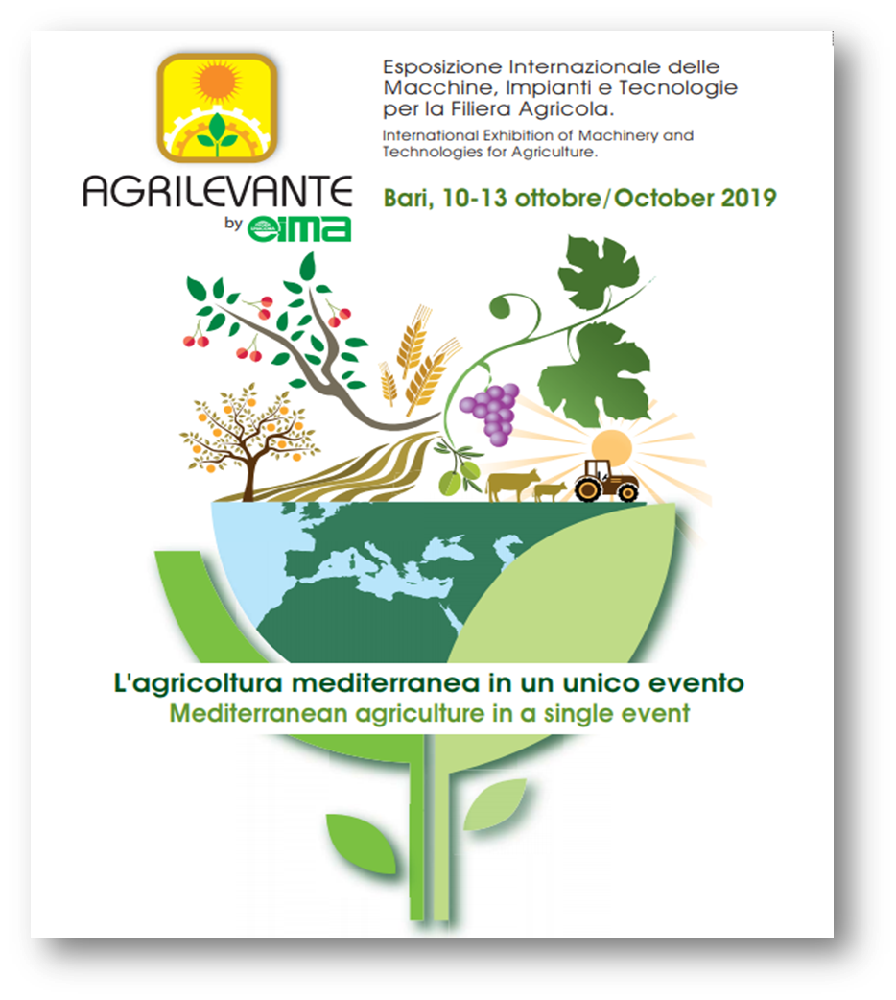 Esposizione Internazionale delle
Macchine, Impianti e Tecnologie
per la Filiera Agricola.
International Exhibition of Machinery and
Technologies for Agriculture.
AGRILEVANTE
by eima
Bari, 10-13 ottobre/October 2019
L'agricoltura mediterranea in un unico evento
Mediterranean agriculture in a single event